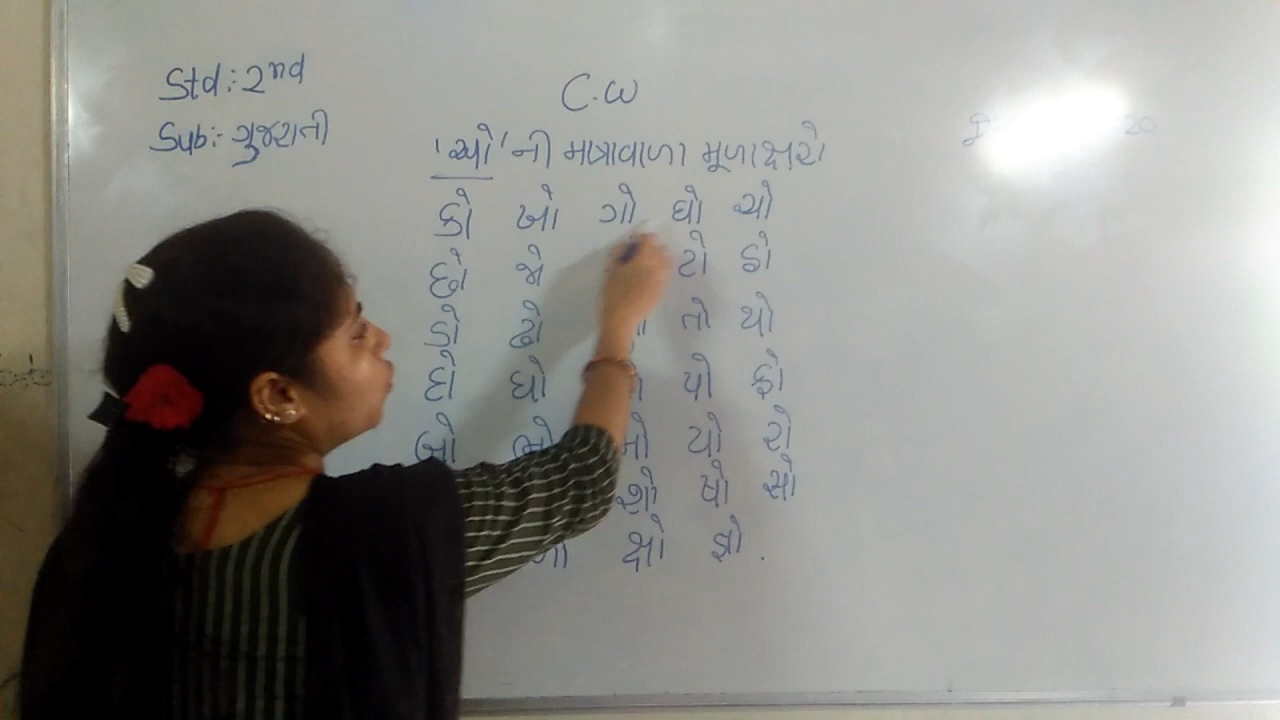 Std:- 2nd
C.W
Sub:- ગુજરાતી
'ઓ' ની માત્રાવાળા મૂળાક્ષરો
કો ખો ગો ઘો ચો
છો જો ટો ઠો
ડો ઢો તો થો
દો ધો પો ફો
બો ભો મો યો રો
શો ષો સો
ળો ક્ષો જ્ઞો .